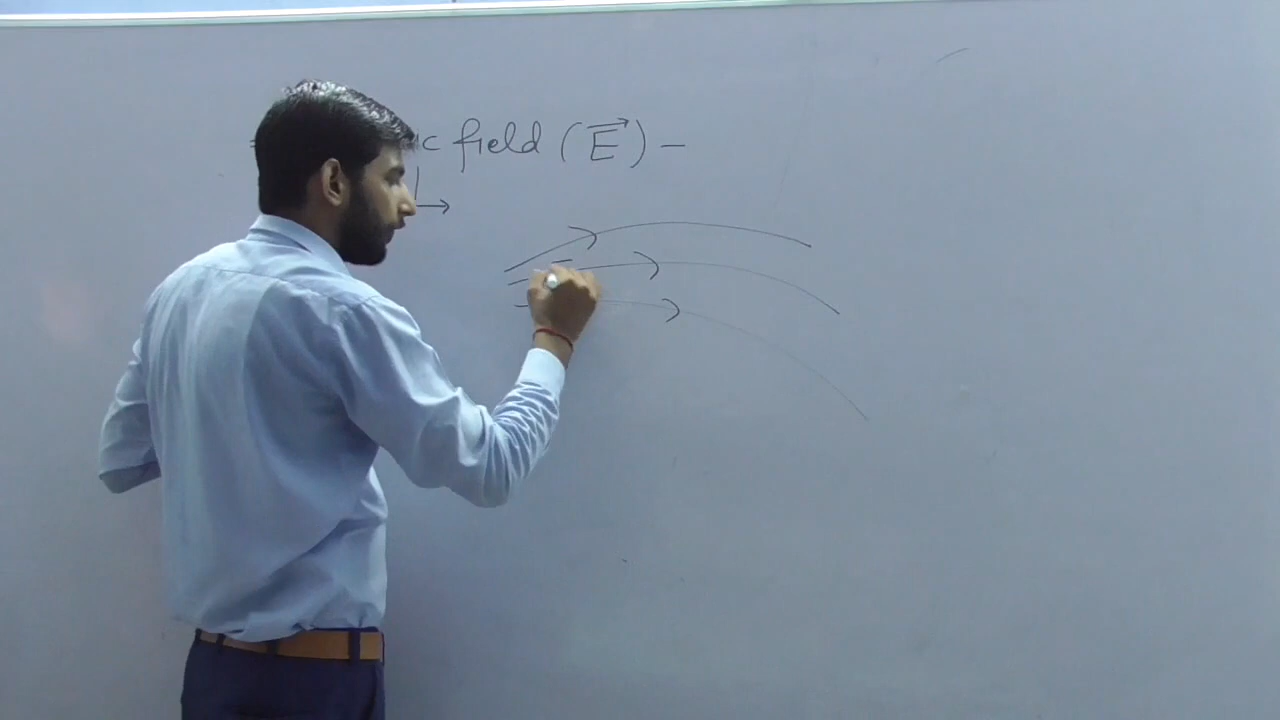 ic field (E⃗) –